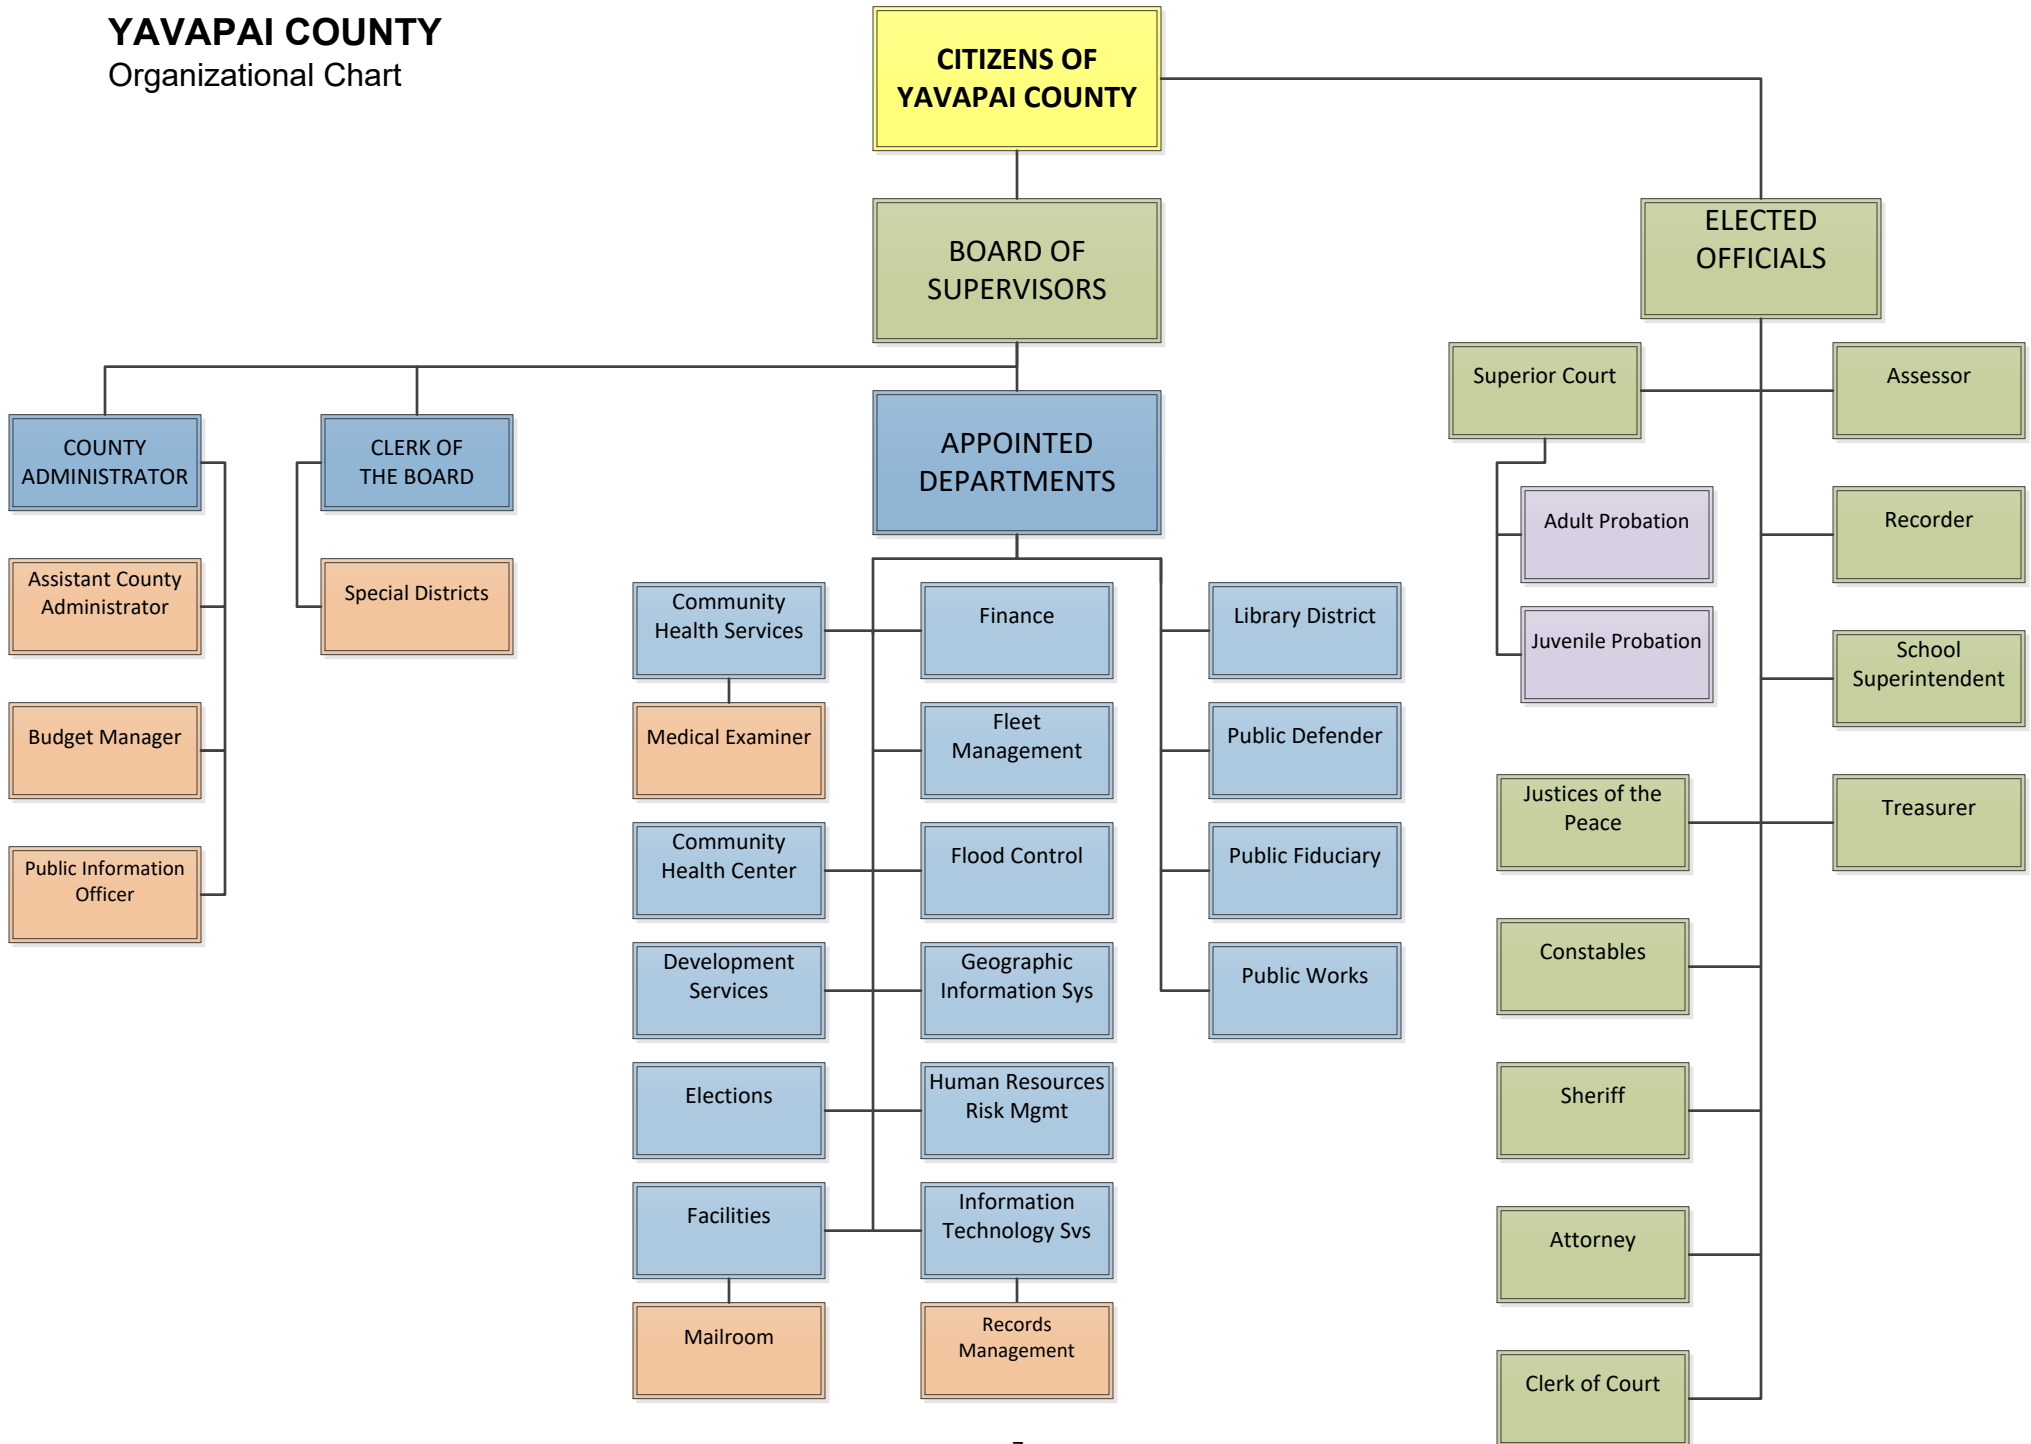 YAVAPAI COUNTY
Organizational Chart
CITIZENS OF
YAVAPAI COUNTY
BOARD OF
SUPERVISORS
ELECTED
OFFICIALS
COUNTY
ADMINISTRATOR
Assistant County
Administrator
Budget Manager
Public Information
Officer
CLERK OF
THE BOARD
Special Districts
APPOINTED
DEPARTMENTS
Community
Health Services
Medical Examiner
Community
Health Center
Development
Services
Elections
Facilities
Mailroom
Finance
Fleet
Management
Flood Control
Geographic
Information Sys
Human Resources
Risk Mgmt
Information
Technology Svs
Records
Management
Library District
Public Defender
Public Fiduciary
Public Works
Superior Court
Adult Probation
Juvenile Probation
Justices of the
Peace
Constables
Sheriff
Attorney
Clerk of Court
Assessor
Recorder
School
Superintendent
Treasurer